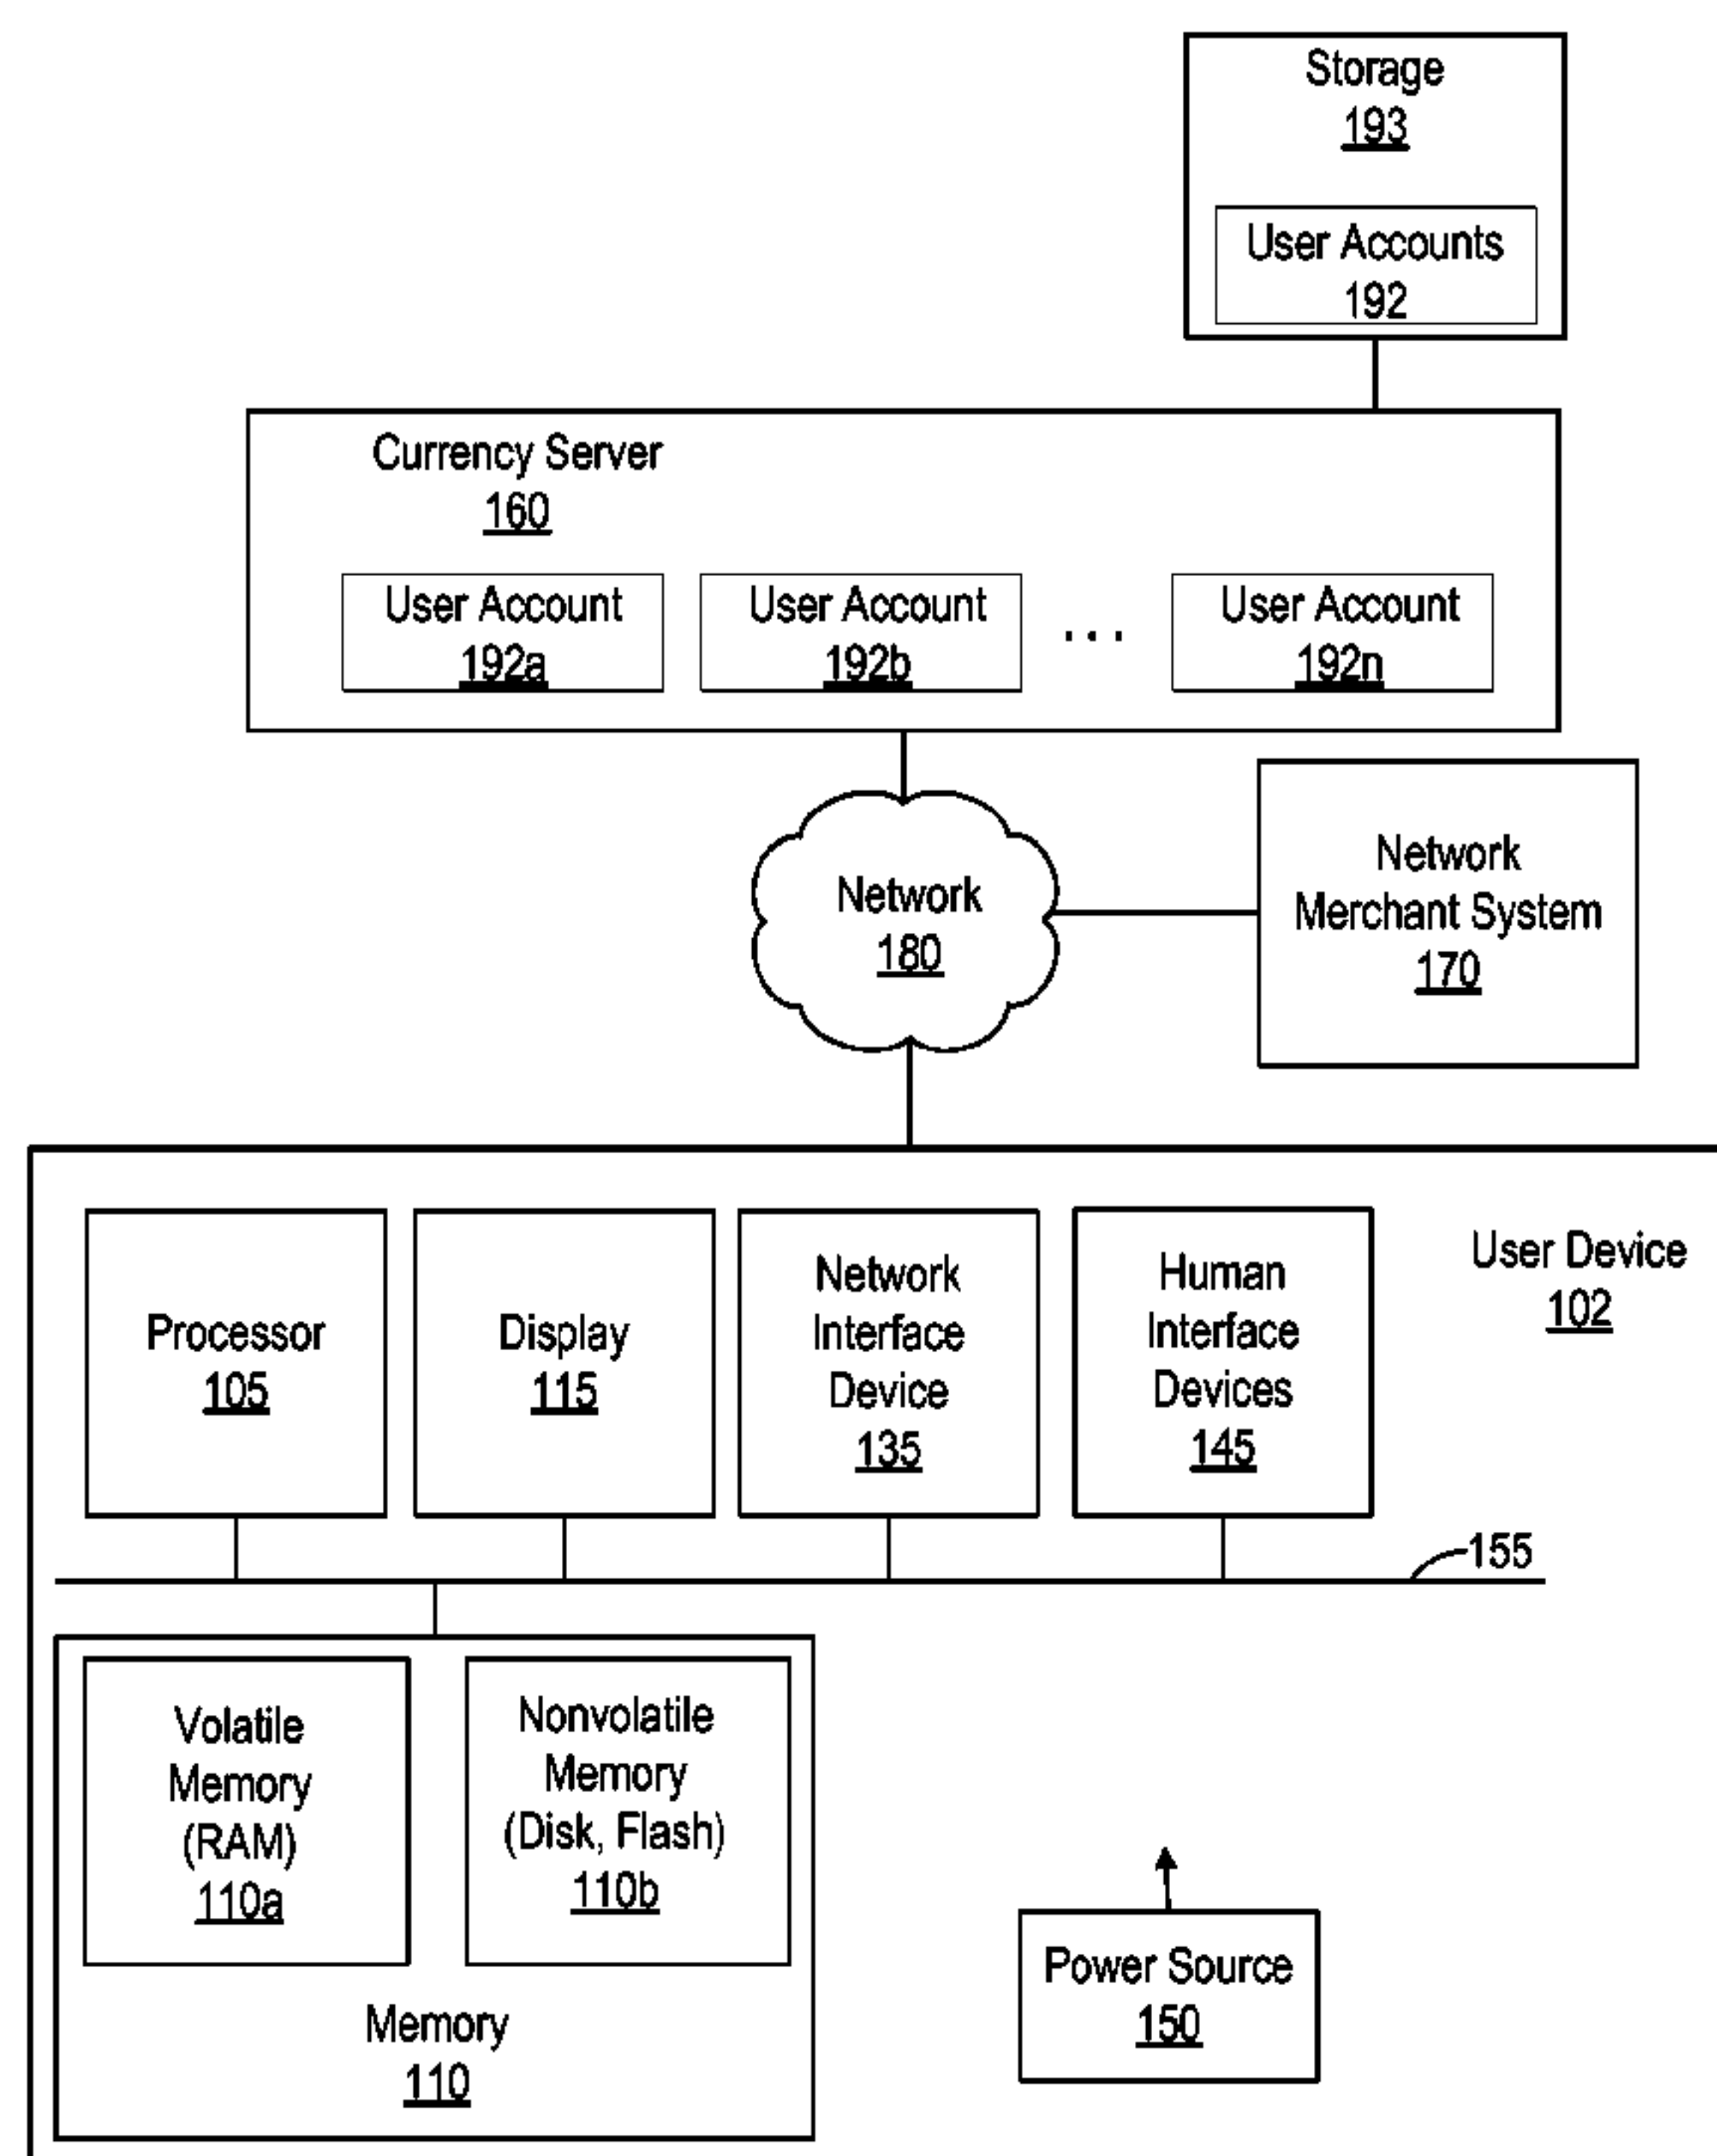 Storage
193
User Accounts
192
Currency Server
160
User Account
192a
User Account
192b
...
User Account
192n
Network
180
Network
Merchant System
170
User Device
102
Processor
105
Display
115
Network
Interface
Device
135
Human
Interface
Devices
145
155
Volatile
Memory
(RAM)
110a
Nonvolatile
Memory
(Disk, Flash)
110b
Memory
110
Power Source
150